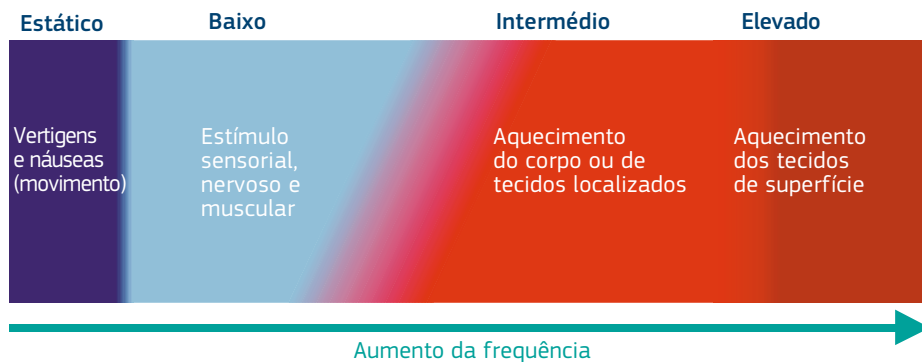 Estático
Baixo
Intermédio
Elevado
Vertigens
e náuseas
(movimento)
Estímulo
sensorial,
nervoso e
muscular
Aquecimento
do corpo ou de
tecidos localizados
Aquecimento
dos tecidos
de superfície
Aumento da frequência